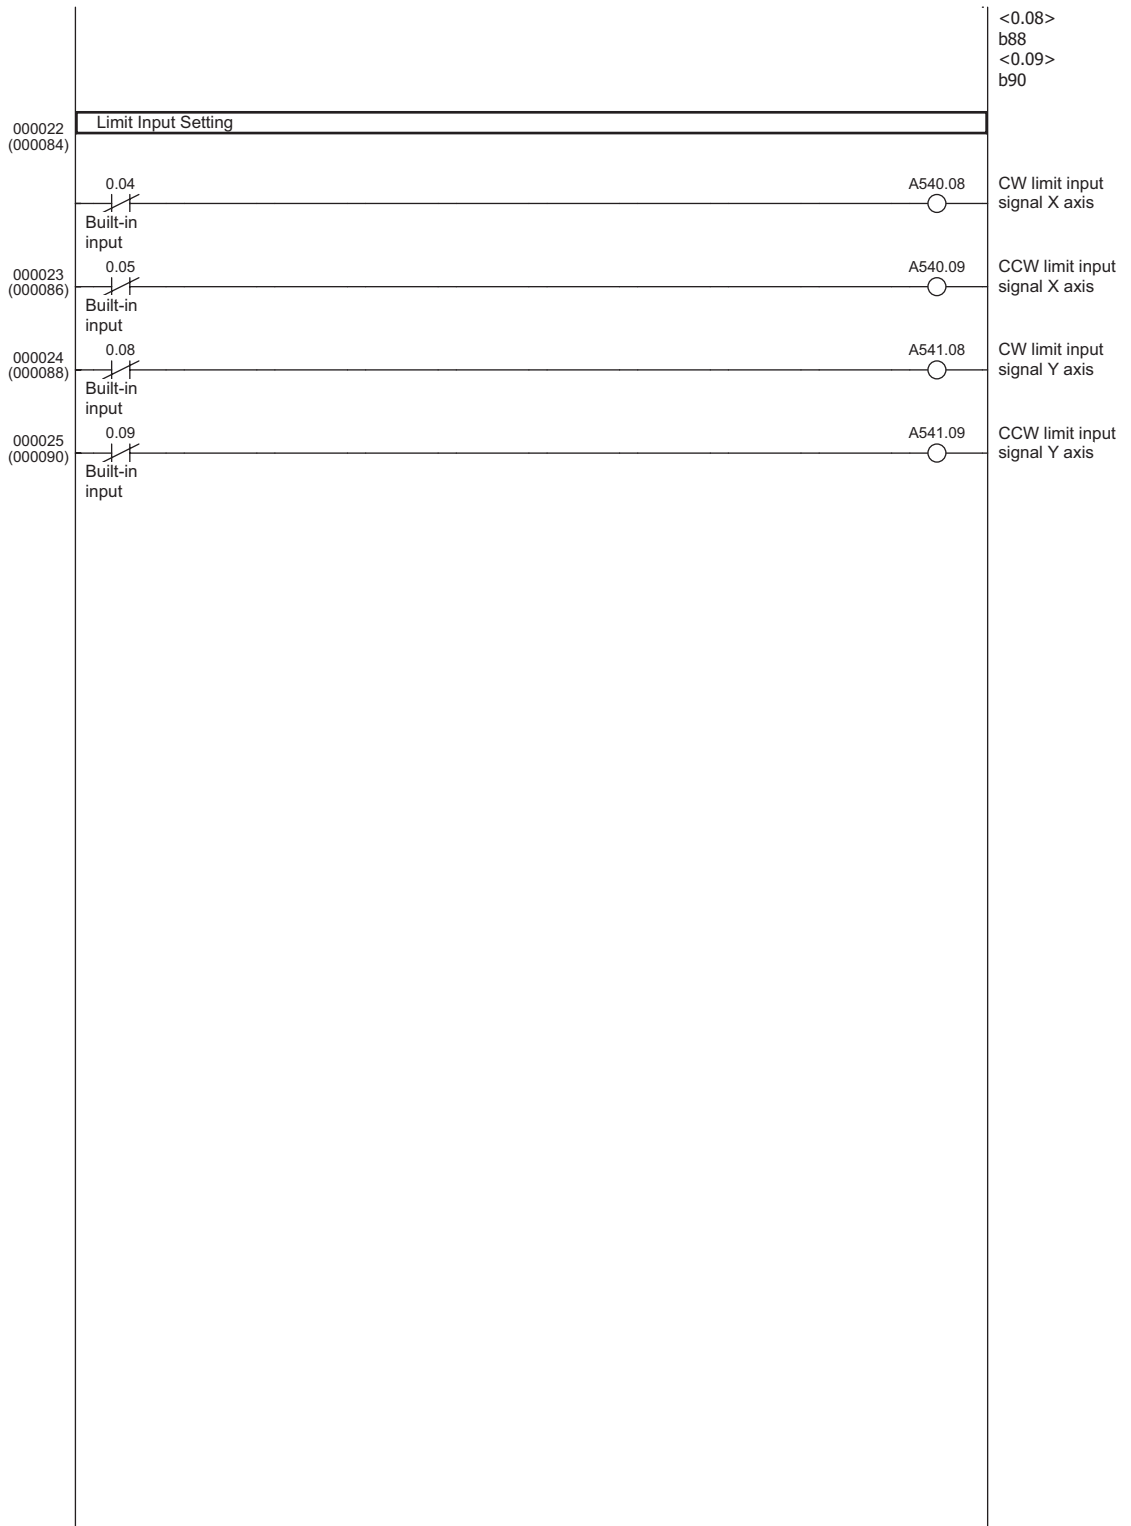 <0.08>
b88
<0.09>
b90
000022
(000084)
Limit Input Setting
0.04
A540.08
CW limit input
signal X axis
Built-in
input
000023
(000086)
0.05
A540.09
CCW limit input
signal X axis
Built-in
input
000024
(000088)
0.08
A541.08
CW limit input
signal Y axis
Built-in
input
000025
(000090)
0.09
A541.09
CCW limit input
signal Y axis
Built-in
input